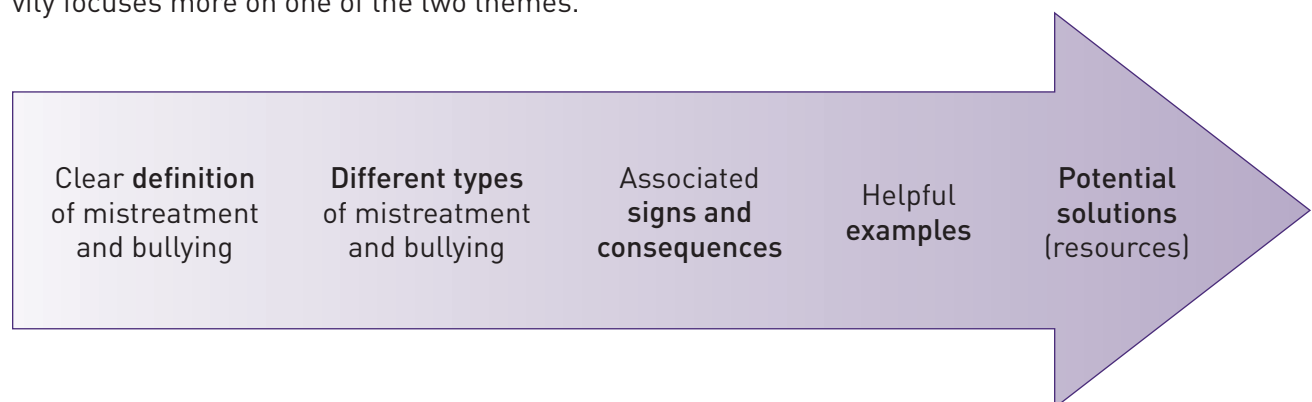 vity focuses more on one of the two themes.
Clear definition
of mistreatment
and bullying
Different types
of mistreatment
and bullying
Associated
signs and
consequences
Helpful
examples
Potential
solutions
(resources)